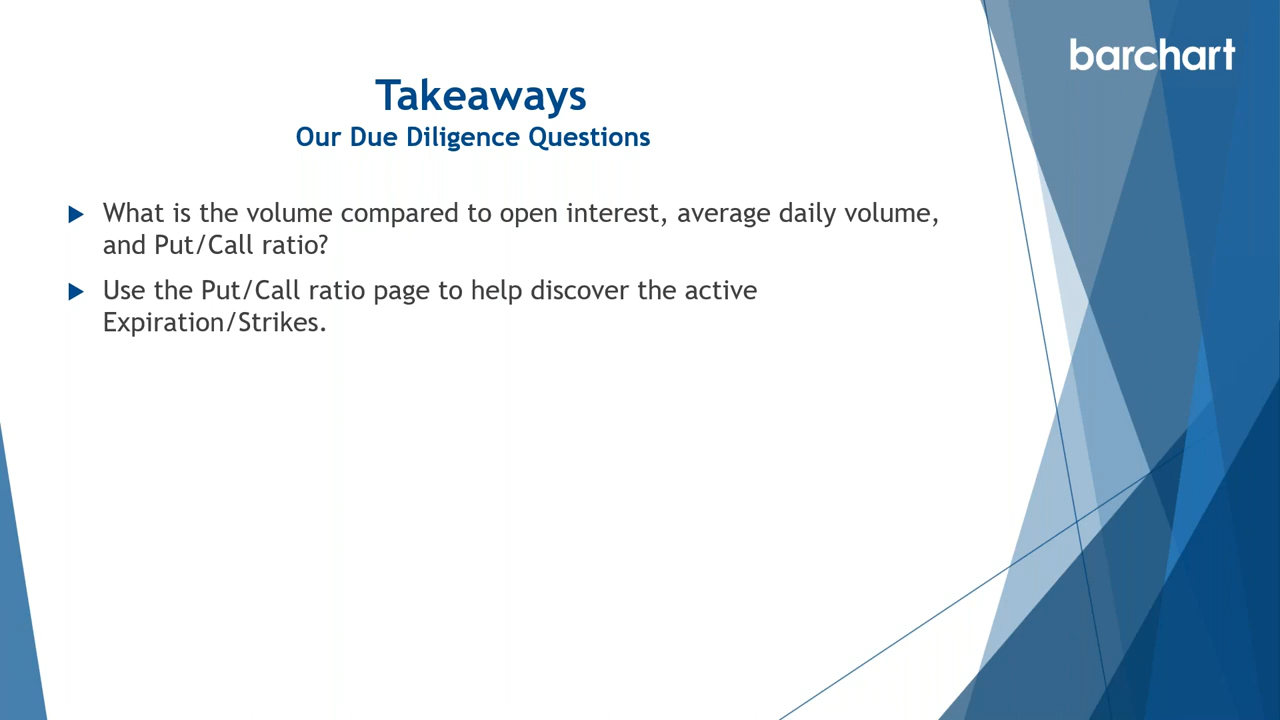 barchart
Takeaways
Our Due Diligence Questions
What is the volume compared to open interest, average daily volume,
and Put/Call ratio?
Use the Put/Call ratio page to help discover the active
Expiration/Strikes.